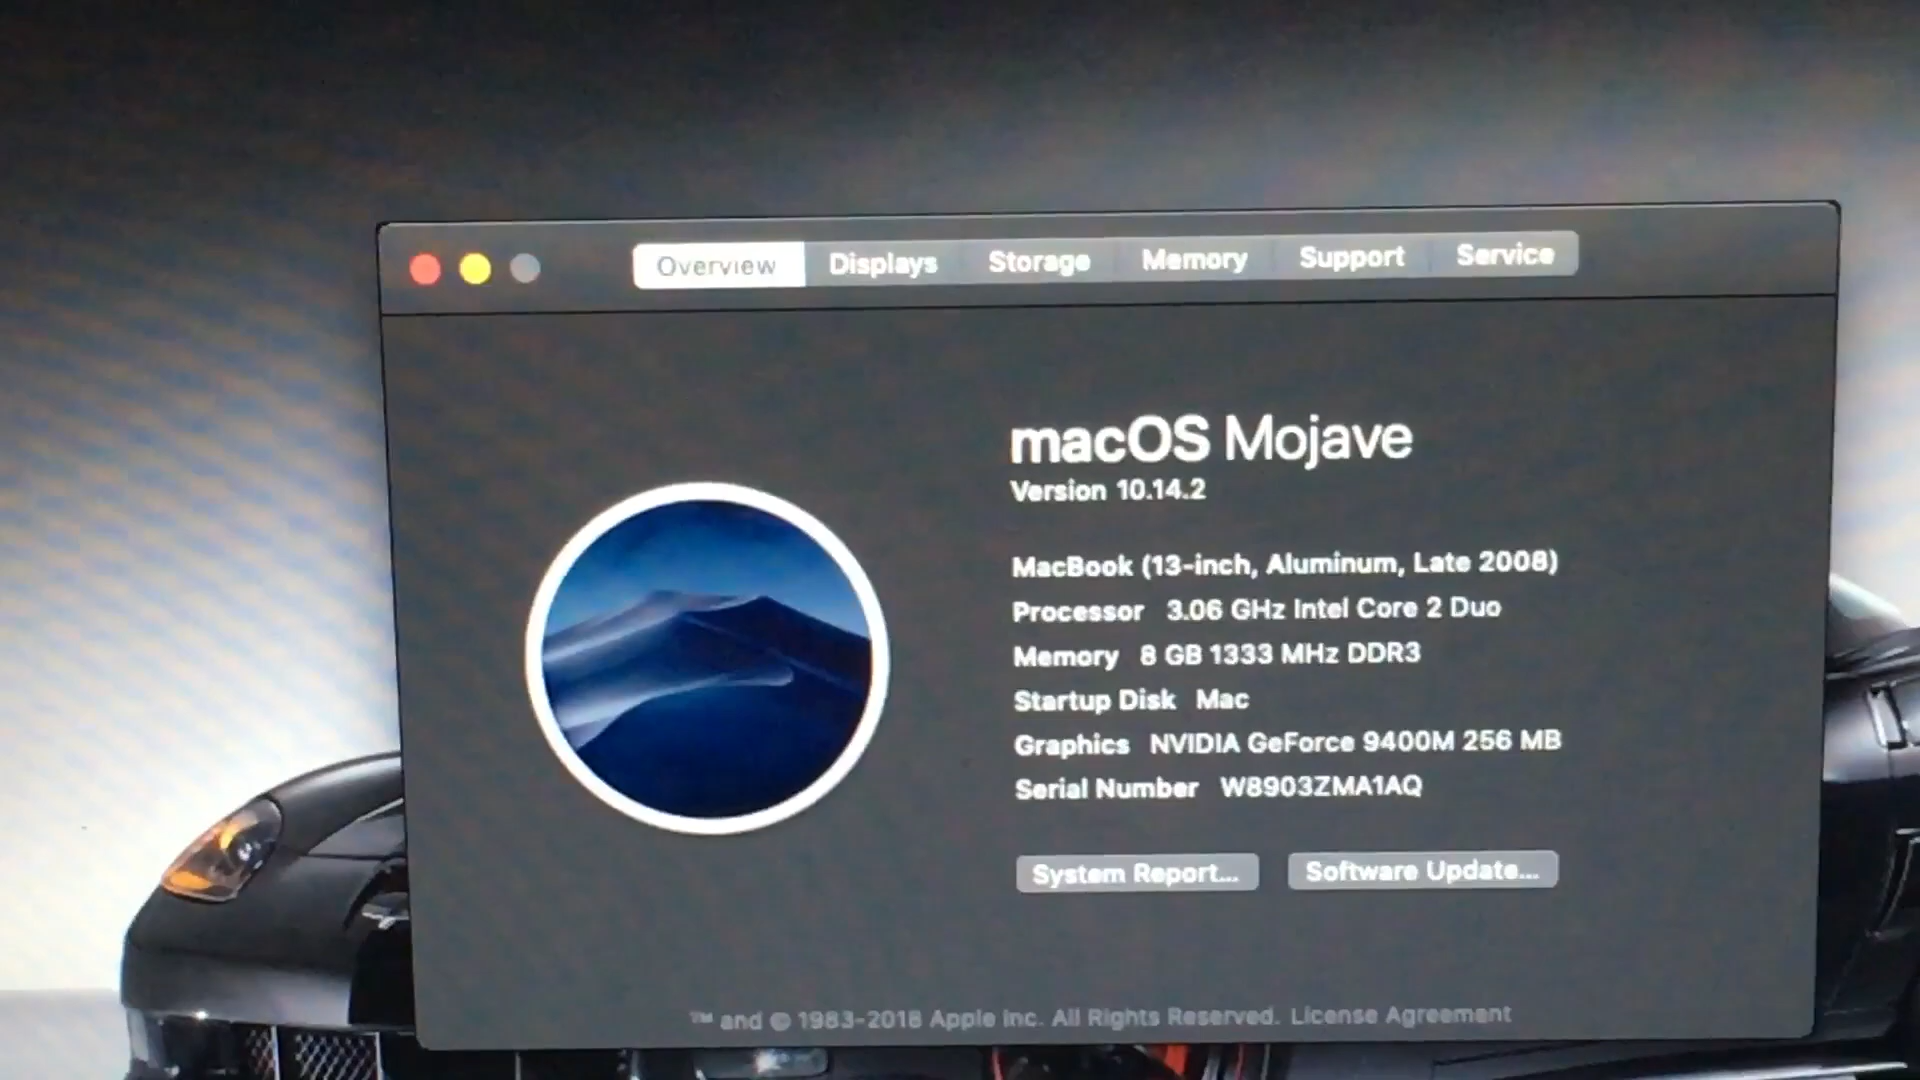 Overview Displays Storage Memory Support Service
macOS Mojave
Version 10.14.2
MacBook (13-inch, Aluminum, Late 2008)
Processor 3.06 GHz Intel Core 2 Duo
Memory 8 GB 1333 MHz DDR3
Startup Disk Mac
Graphics NVIDIA GeForce 9400M 256 MB
Serial Number W8903ZMA1AQ
System Report... Software Update...
™ and © 1983-2018 Apple Inc. All Rights Reserved. License Agreement